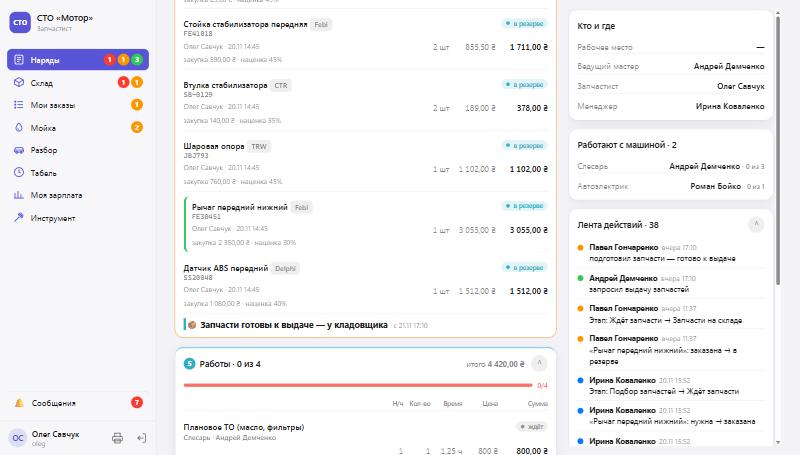 СТО
СТО «Мотор»
Запчастист
Наряды 1 1 3
Склад 1 1
Мои заказы 1
Мойка 2
Разбор
Табель
Моя зарплата
Инструмент
Сообщения 7
ОС Олег Савчук
oleg
Стойка стабилизатора передняя Febi в резерве
FE41818
Олег Савчук · 20.11 14:45 2 шт 855,50 ₴ 1 711,00 ₴
закупка 590,00 ₴ · наценка 45%
Втулка стабилизатора CTR в резерве
SB-0129
Олег Савчук · 20.11 14:45 2 шт 189,00 ₴ 378,00 ₴
закупка 140,00 ₴ · наценка 35%
Шаровая опора TRW в резерве
JBJ793
Олег Савчук · 20.11 14:45 1 шт 1 102,00 ₴ 1 102,00 ₴
закупка 760,00 ₴ · наценка 45%
Рычаг передний нижний Febi в резерве
FE30451
Олег Савчук · 20.11 14:45 1 шт 3 055,00 ₴ 3 055,00 ₴
закупка 2 350,00 ₴ · наценка 30%
Датчик ABS передний Delphi в резерве
SS20048
Олег Савчук · 20.11 14:45 1 шт 1 512,00 ₴ 1 512,00 ₴
закупка 1 080,00 ₴ · наценка 40%
Запчасти готовы к выдаче — у кладовщика с 21.11 17:10
5 Работы · 0 из 4 итого 4 420,00 ₴
0/4
Н/ч Кол-во Время Цена Сумма
Плановое ТО (масло, фильтры) ждёт
Слесарь · Андрей Демченко
1 1 1,25 ч 800 ₴ 800,00 ₴
Кто и где
Рабочее место —
Ведущий мастер Андрей Демченко
Запчастист Олег Савчук
Менеджер Ирина Коваленко
Работают с машиной · 2
Слесарь Андрей Демченко · 0 из 3
Автоэлектрик Роман Бойко · 0 из 1
Лента действий · 38
Павел Гончаренко вчера 17:10
подготовил запчасти — готово к выдаче
Андрей Демченко вчера 17:10
запросил выдачу запчастей
Павел Гончаренко вчера 11:37
Этап: Ждёт запчасти → Запчасти на складе
Павел Гончаренко вчера 11:37
«Рычаг передний нижний»: заказана → в
резерве
Ирина Коваленко 20.11 15:52
Этап: Подбор запчастей → Ждёт запчасти
Ирина Коваленко 20.11 15:52
«Рычаг передний нижний»: нужна → заказана
Ирина Коваленко 20.11 15:52